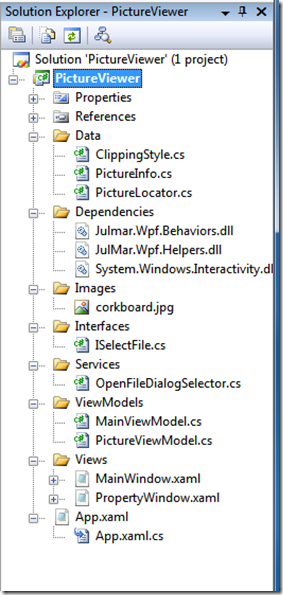 Solution Explorer - PictureViewer
Solution 'PictureViewer' (1 project)
PictureViewer
Properties
References
Data
ClippingStyle.cs
PictureInfo.cs
PictureLocator.cs
Dependencies
Julmar.Wpf.Behaviors.dll
JulMar.Wpf.Helpers.dll
System.Windows.Interactivity.dl
Images
corkboard.jpg
Interfaces
ISelectFile.cs
Services
OpenFileDialogSelector.cs
ViewModels
MainViewModel.cs
PictureViewModel.cs
Views
MainWindow.xaml
PropertyWindow.xaml
App.xaml
App.xaml.cs